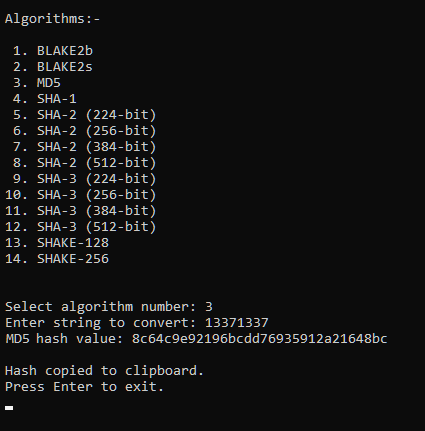 Algorithms:-
1. BLAKE2b
2. BLAKE2s
3. MD5
4. SHA-1
5. SHA-2 (224-bit)
6. SHA-2 (256-bit)
7. SHA-2 (384-bit)
8. SHA-2 (512-bit)
9. SHA-3 (224-bit)
10. SHA-3 (256-bit)
11. SHA-3 (384-bit)
12. SHA-3 (512-bit)
13. SHAKE-128
14. SHAKE-256
Select algorithm number: 3
Enter string to convert: 13371337
MD5 hash value: 8c64c9e92196bcdd76935912a21648bc
Hash copied to clipboard.
Press Enter to exit.